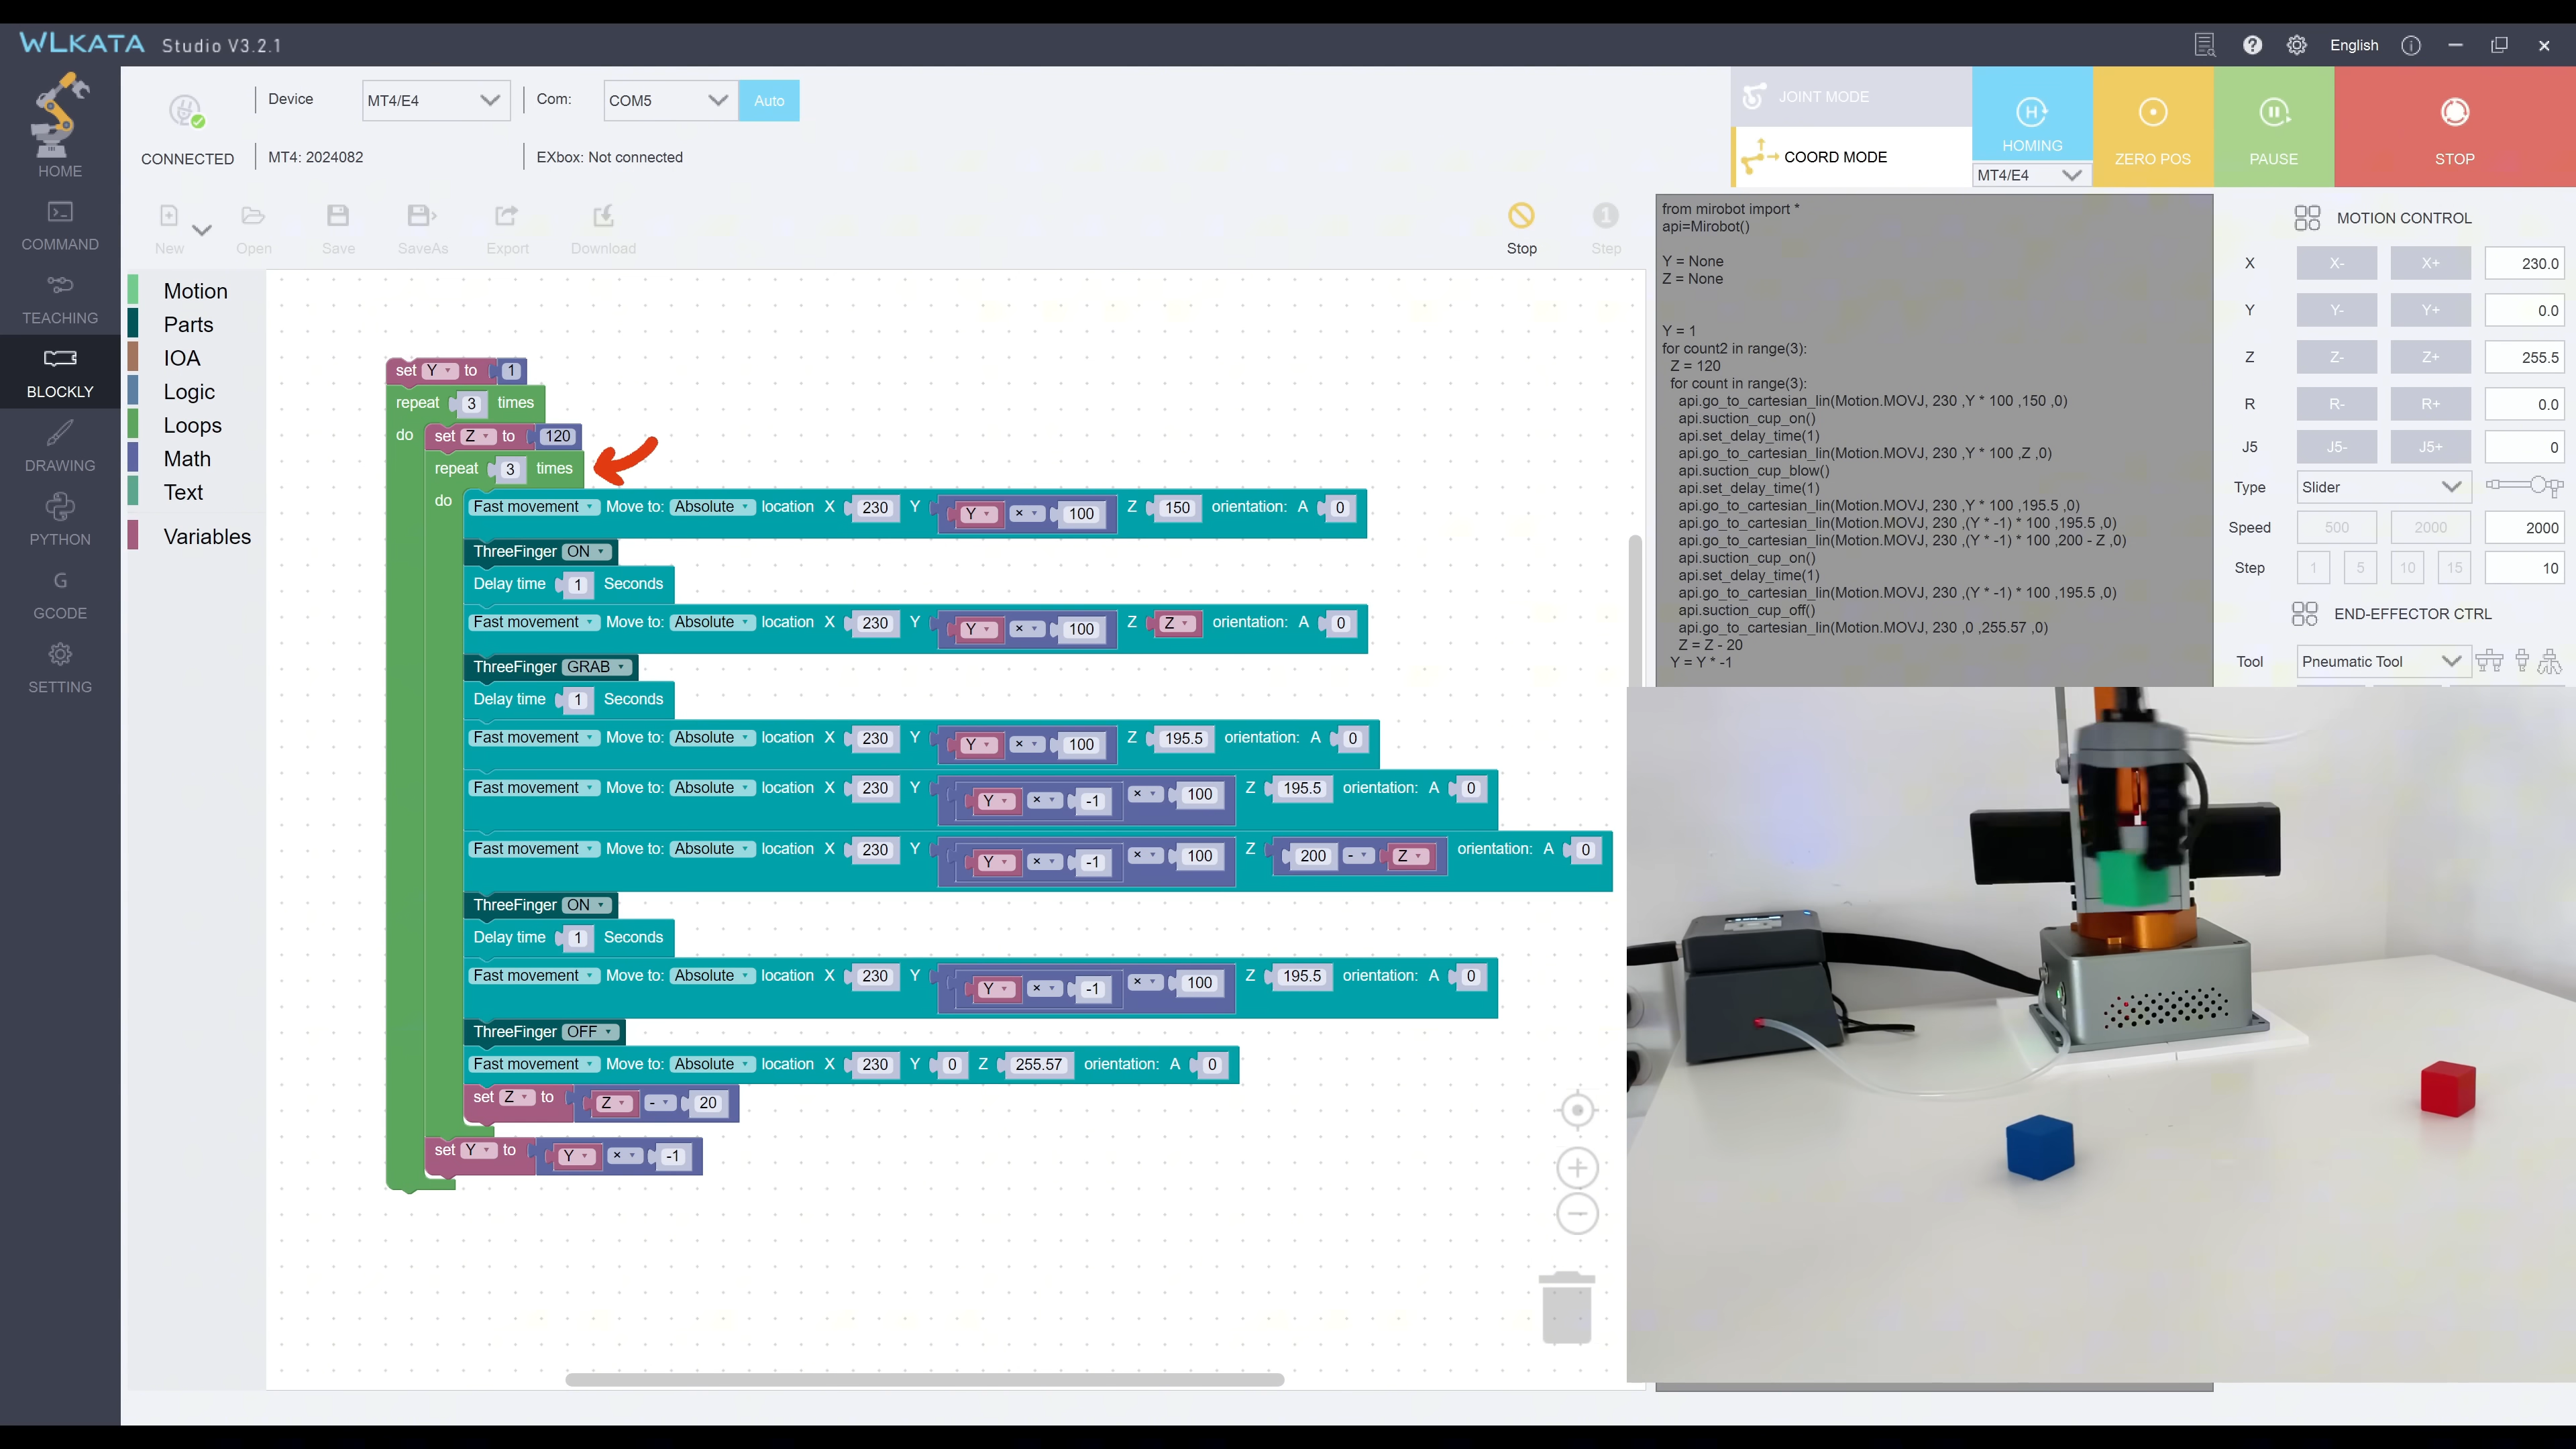 WLKATA Studio V3.2.1
English
HOME
COMMAND
TEACHING
BLOCKLY
DRAWING
PYTHON
G
GCODE
SETTING
CONNECTED
Device MT4/E4 Com: COM5 Auto
MT4: 2024082 EXbox: Not connected
JOINT MODE
COORD MODE
H
HOMING
MT4/E4
ZERO POS
PAUSE
STOP
New Open Save SaveAs Export Download
Stop
1
Step
Motion
Parts
IOA
Logic
Loops
Math
Text
Variables
set Y to 1
repeat 3 times
do set Z to 120
repeat 3 times
do Fast movement Move to: Absolute location X 230 Y Y × 100 Z 150 orientation: A 0
ThreeFinger ON
Delay time 1 Seconds
Fast movement Move to: Absolute location X 230 Y Y × 100 Z Z orientation: A 0
ThreeFinger GRAB
Delay time 1 Seconds
Fast movement Move to: Absolute location X 230 Y Y × 100 Z 195.5 orientation: A 0
Fast movement Move to: Absolute location X 230 Y Y × -1 × 100 Z 195.5 orientation: A 0
Fast movement Move to: Absolute location X 230 Y Y × -1 × 100 Z 200 - Z orientation: A 0
ThreeFinger ON
Delay time 1 Seconds
Fast movement Move to: Absolute location X 230 Y Y × -1 × 100 Z 195.5 orientation: A 0
ThreeFinger OFF
Fast movement Move to: Absolute location X 230 Y 0 Z 255.57 orientation: A 0
set Z to Z - 20
set Y to Y × -1
from mirobot import *
api=Mirobot()
Y = None
Z = None
Y = 1
for count2 in range(3):
Z = 120
for count in range(3):
api.go_to_cartesian_lin(Motion.MOVJ, 230 ,Y * 100 ,150 ,0)
api.suction_cup_on()
api.set_delay_time(1)
api.go_to_cartesian_lin(Motion.MOVJ, 230 ,Y * 100 ,Z ,0)
api.suction_cup_blow()
api.set_delay_time(1)
api.go_to_cartesian_lin(Motion.MOVJ, 230 ,Y * 100 ,195.5 ,0)
api.go_to_cartesian_lin(Motion.MOVJ, 230 ,(Y * -1) * 100 ,195.5 ,0)
api.go_to_cartesian_lin(Motion.MOVJ, 230 ,(Y * -1) * 100 ,200 - Z ,0)
api.suction_cup_on()
api.set_delay_time(1)
api.go_to_cartesian_lin(Motion.MOVJ, 230 ,(Y * -1) * 100 ,195.5 ,0)
api.suction_cup_off()
api.go_to_cartesian_lin(Motion.MOVJ, 230 ,0 ,255.57 ,0)
Z = Z - 20
Y = Y * -1
MOTION CONTROL
X X- X+ 230.0
Y Y- Y+ 0.0
Z Z- Z+ 255.5
R R- R+ 0.0
J5 J5- J5+ 0
Type Slider
Speed 500 2000 2000
Step 1 5 10 15 10
END-EFFECTOR CTRL
Tool Pneumatic Tool